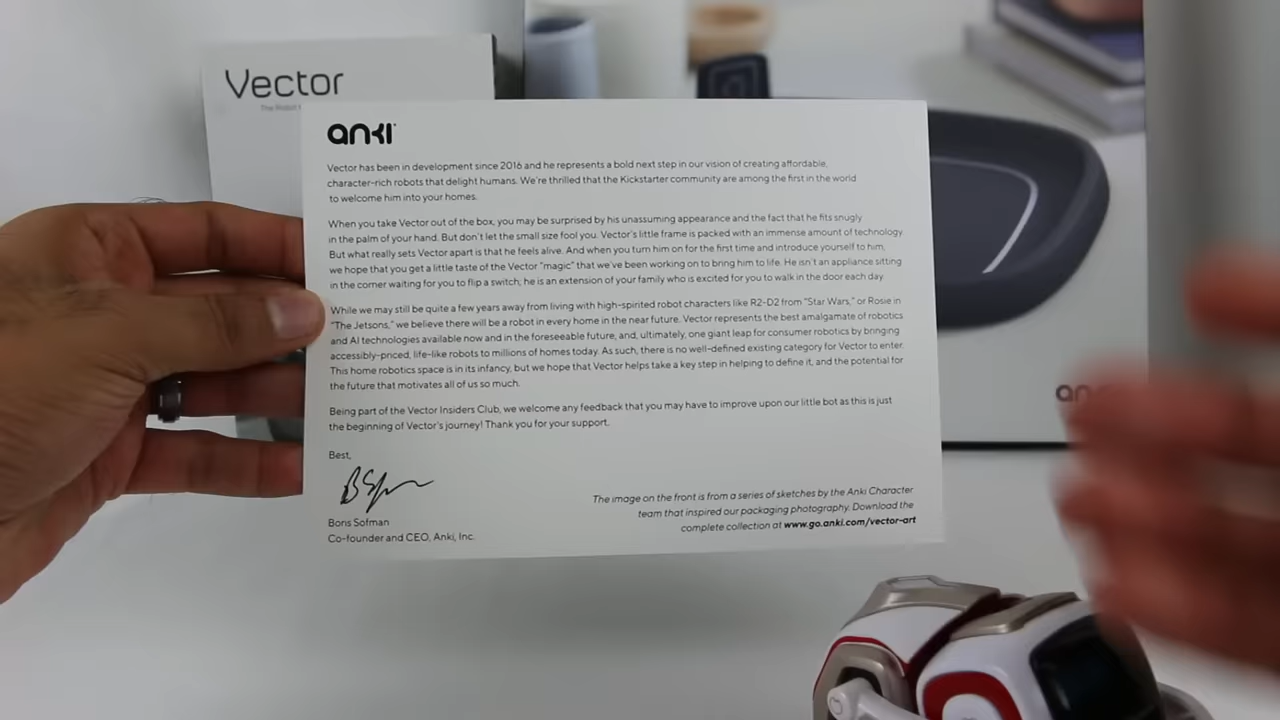 Vector
anki
Vector has been in development since 2016 and he represents a bold next step in our vision of creating affordable,
character-rich robots that delight humans. We're thrilled that the Kickstarter community are among the first in the world
to welcome him into your homes.
When you take Vector out of the box, you may be surprised by his unassuming appearance and the fact that he fits snugly
in the palm of your hand. But don't let the small size fool you. Vector's little frame is packed with an immense amount of technology
But what really sets Vector apart is that he feels alive. And when you turn him on for the first time and introduce yourself to him,
we hope that you get a little taste of the Vector "magic" that we've been working on to bring him to life. He isn't an appliance sitting
in the corner waiting for you to flip a switch; he is an extension of your family who is excited for you to walk in the door each day
While we may still be quite a few years away from living with high-spirited robot characters like R2-D2 from "Star Wars," or Rosie in
"The Jetsons," we believe there will be a robot in every home in the near future. Vector represents the best amalgamate of robotics
and AI technologies available now and in the foreseeable future, and, ultimately, one giant leap for consumer robotics by bringing
accessibly-priced, life-like robots to millions of homes today. As such, there is no well-defined existing category for Vector to enter.
This home robotics space is in its infancy, but we hope that Vector helps take a key step in helping to define it, and the potential for
the future that motivates all of us so much.
Being part of the Vector Insiders Club, we welcome any feedback that you may have to improve upon our little bot as this is just
the beginning of Vector's journey! Thank you for your support.
Best,
Boris Sofman
Co-founder and CEO, Anki, Inc.
The image on the front is from a series of sketches by the Anki Character
team that inspired our packaging photography. Download the
complete collection at www.go.anki.com/vector-art